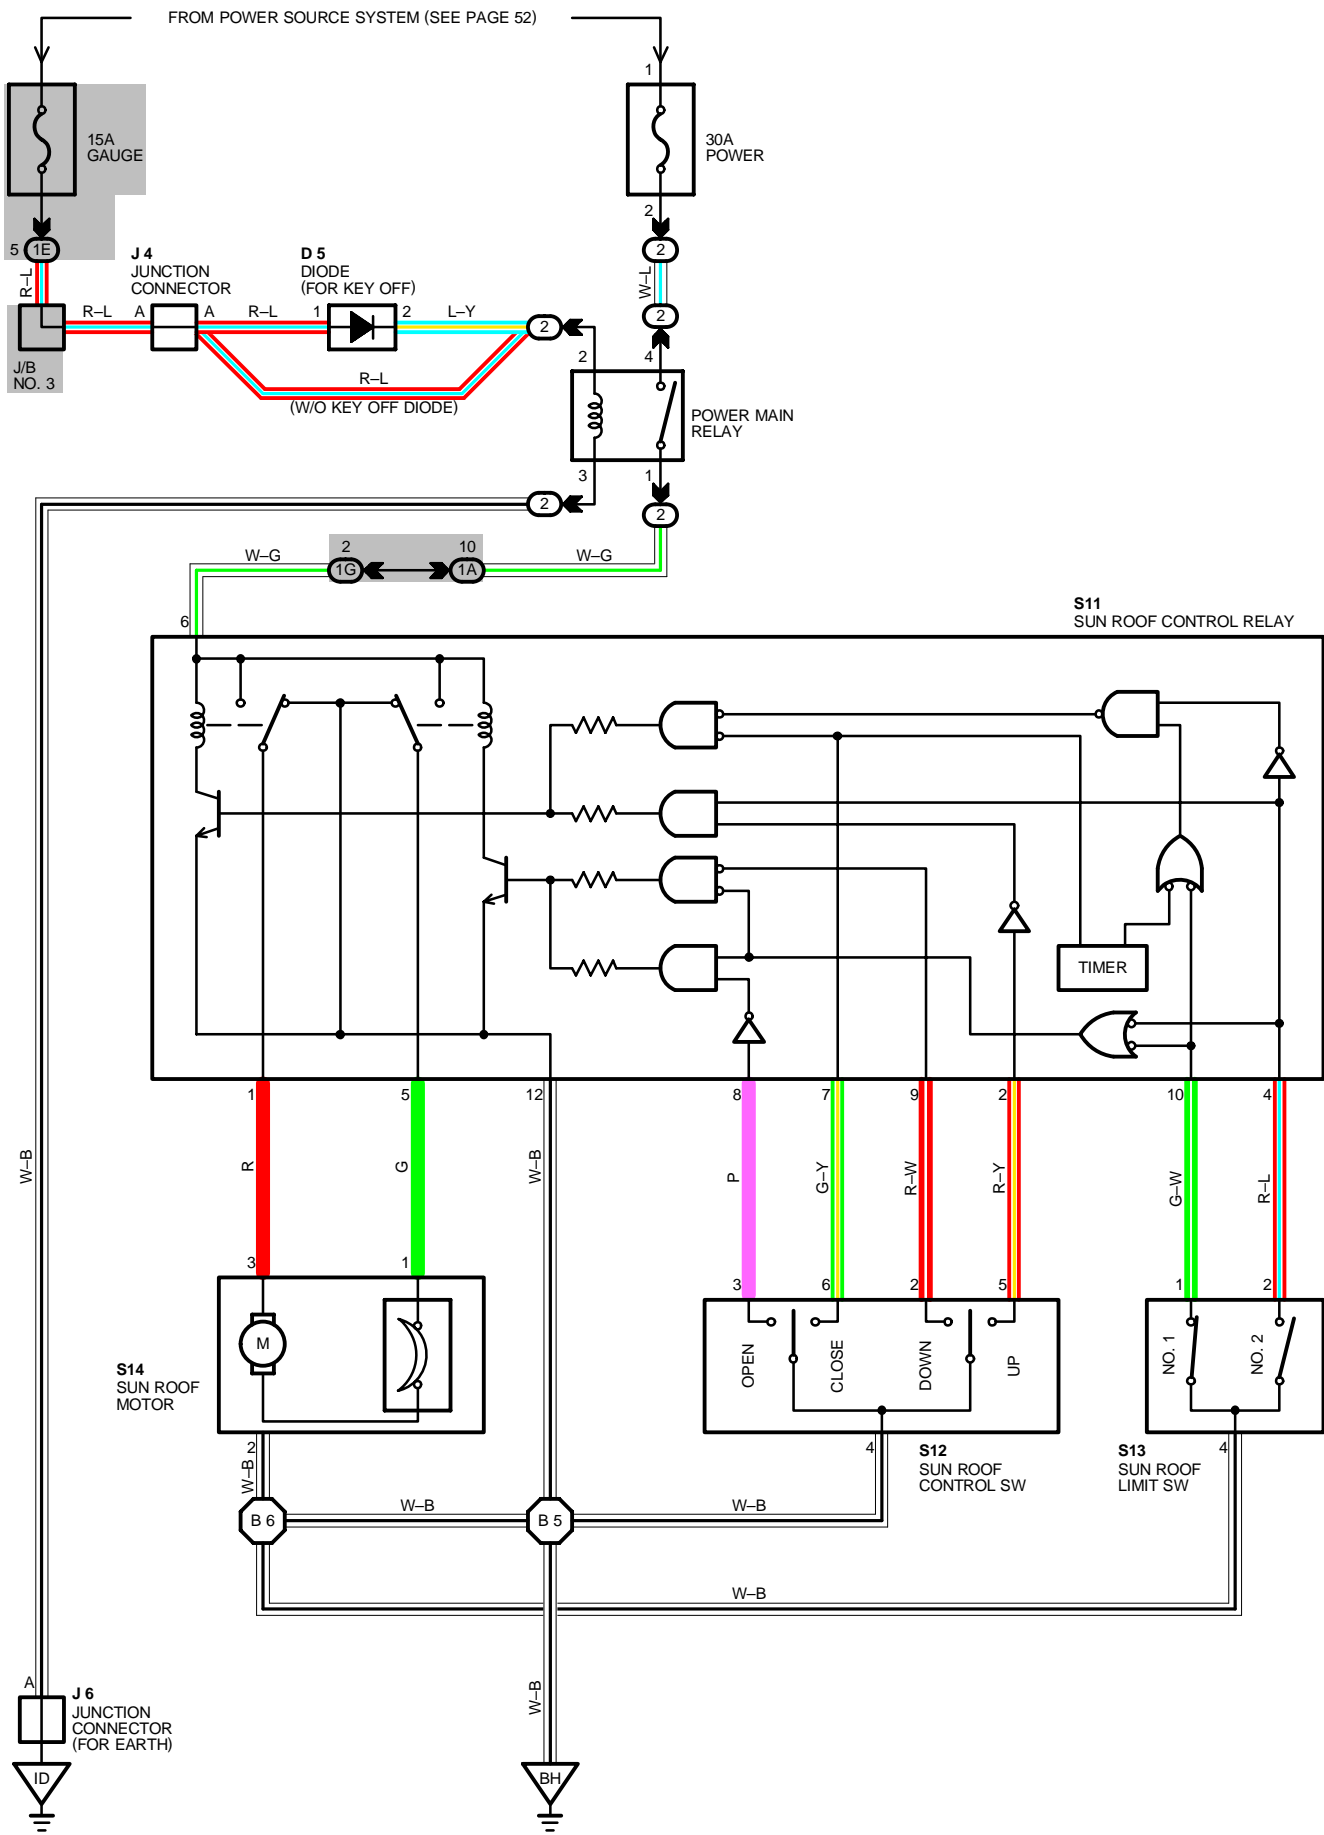 FROM POWER SOURCE SYSTEM (SEE PAGE 52)
1
15A
GAUGE
30A
POWER
2
5 1E
2
R–L
W–L
J 4
JUNCTION
CONNECTOR
D 5
DIODE
(FOR KEY OFF)
R–L A A R–L 1 2 L–Y 2
2
J/B
NO. 3
R–L
(W/O KEY OFF DIODE)
2 4
POWER MAIN
RELAY
3 1
2
2
W–G 2 10 W–G
1G 1A
6
S11
SUN ROOF CONTROL RELAY
TIMER
1 5 12 8 7 9 2 10 4
W–B
R
G
W–B
P
G–Y
R–W
R–Y
G–W
R–L
3 1 3 6 2 5 1 2
M
OPEN
CLOSE
DOWN
UP
NO. 1
NO. 2
S14
SUN ROOF
MOTOR
2
W–B
4
S12
SUN ROOF
CONTROL SW
S13
SUN ROOF
LIMIT SW
4
B 6 W–B B 5 W–B
W–B
W–B
A
J 6
JUNCTION
CONNECTOR
(FOR EARTH)
ID
BH